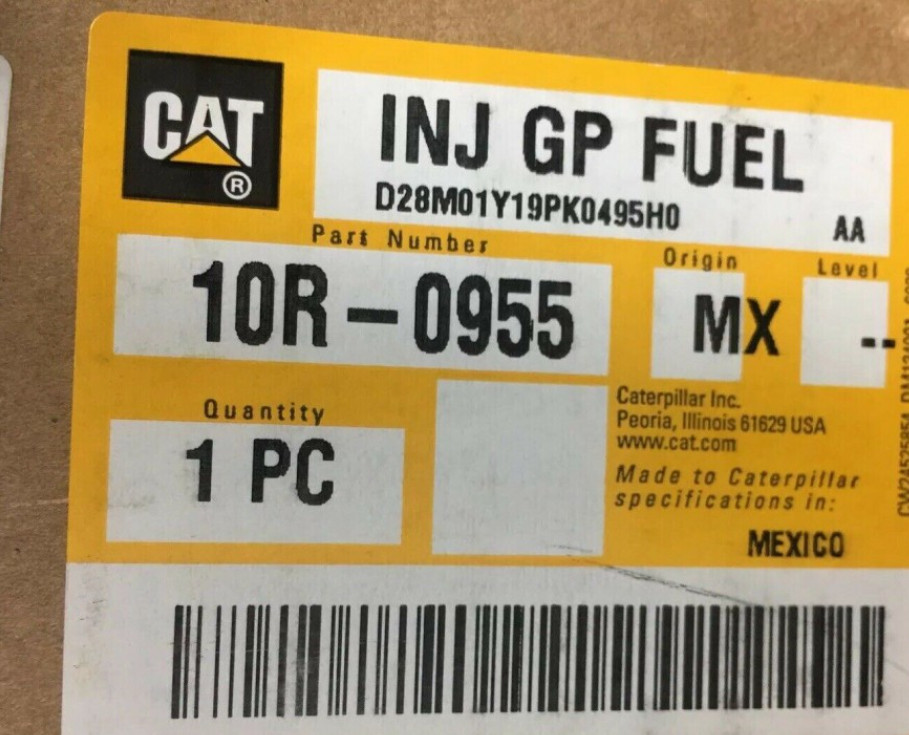 CAT
®
INJ GP FUEL
D28M01Y19PK0495H0
AA
Part Number
Origin
Level
10R-0955
MX
--
Quantity
1 PC
Caterpillar Inc.
Peoria, Illinois 61629 USA
www.cat.com
Made to Caterpillar
specifications in:
MEXICO